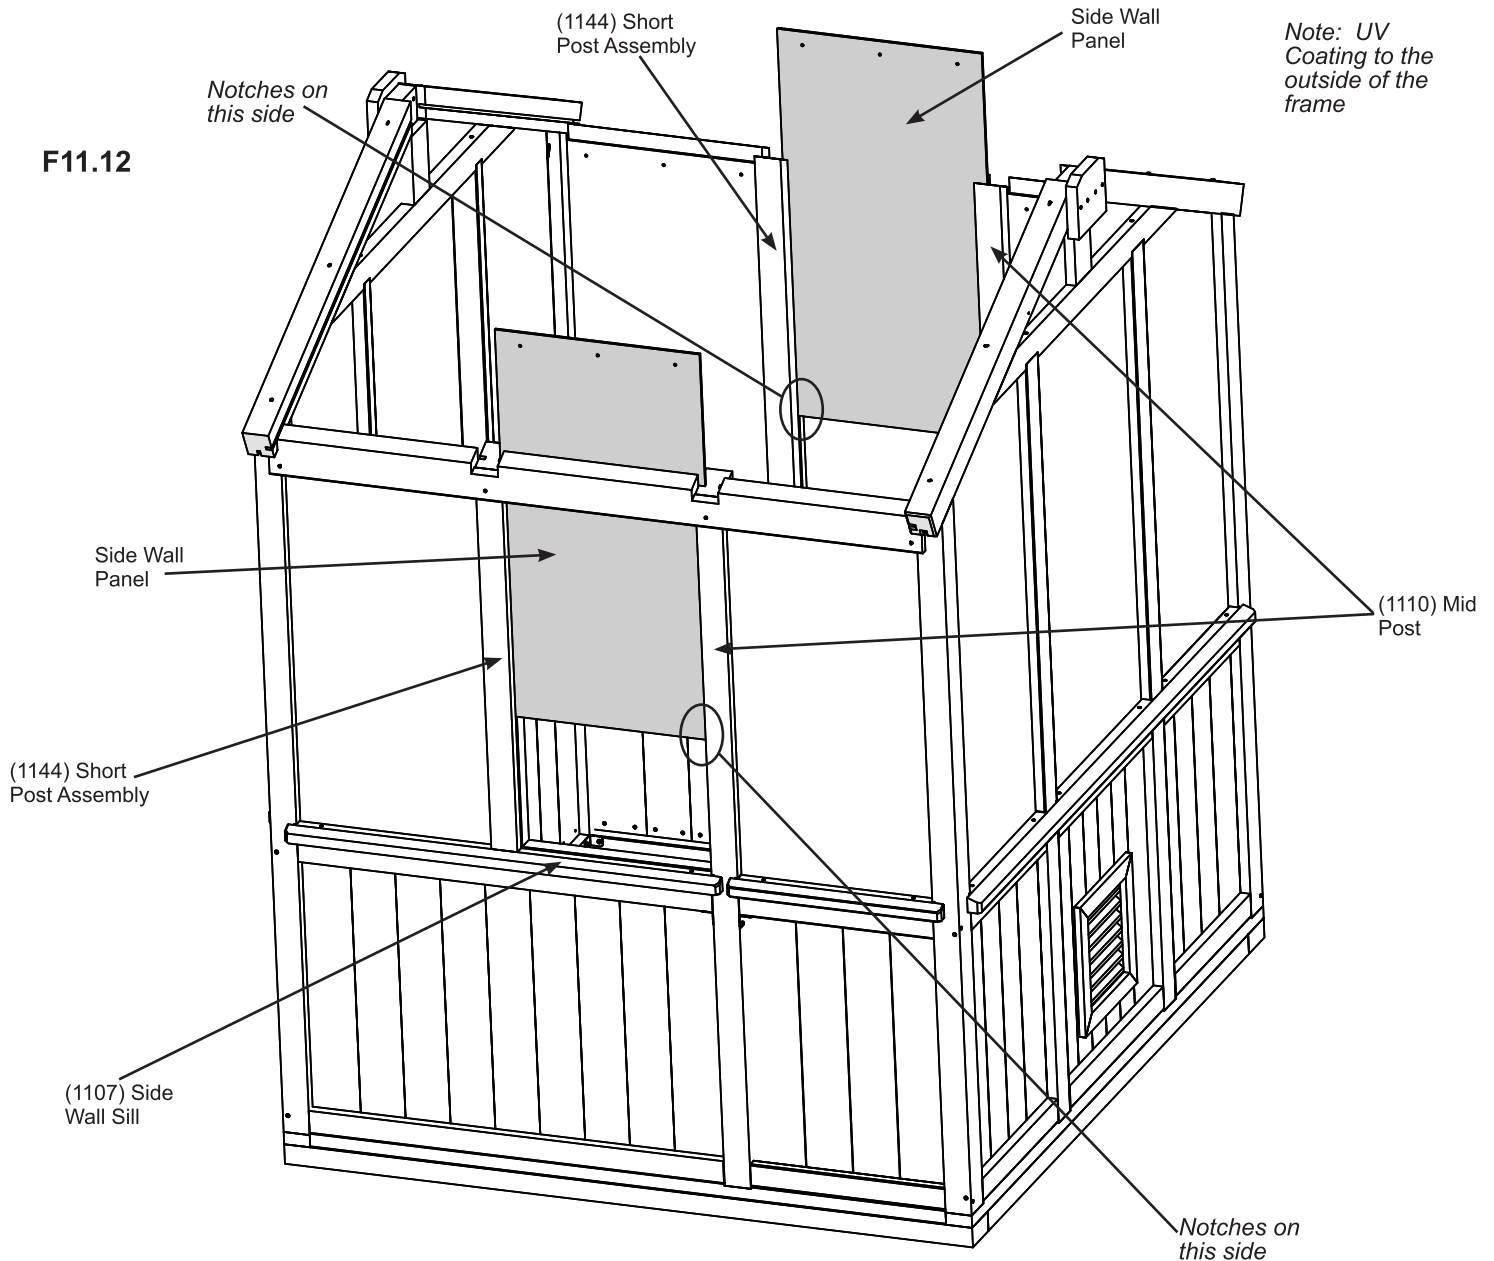 (1144) Short
Post Assembly
Side Wall
Panel
Note: UV
Coating to the
outside of the
frame
Notches on
this side
F11.12
Side Wall
Panel
(1110) Mid
Post
(1144) Short
Post Assembly
(1107) Side
Wall Sill
Notches on
this side